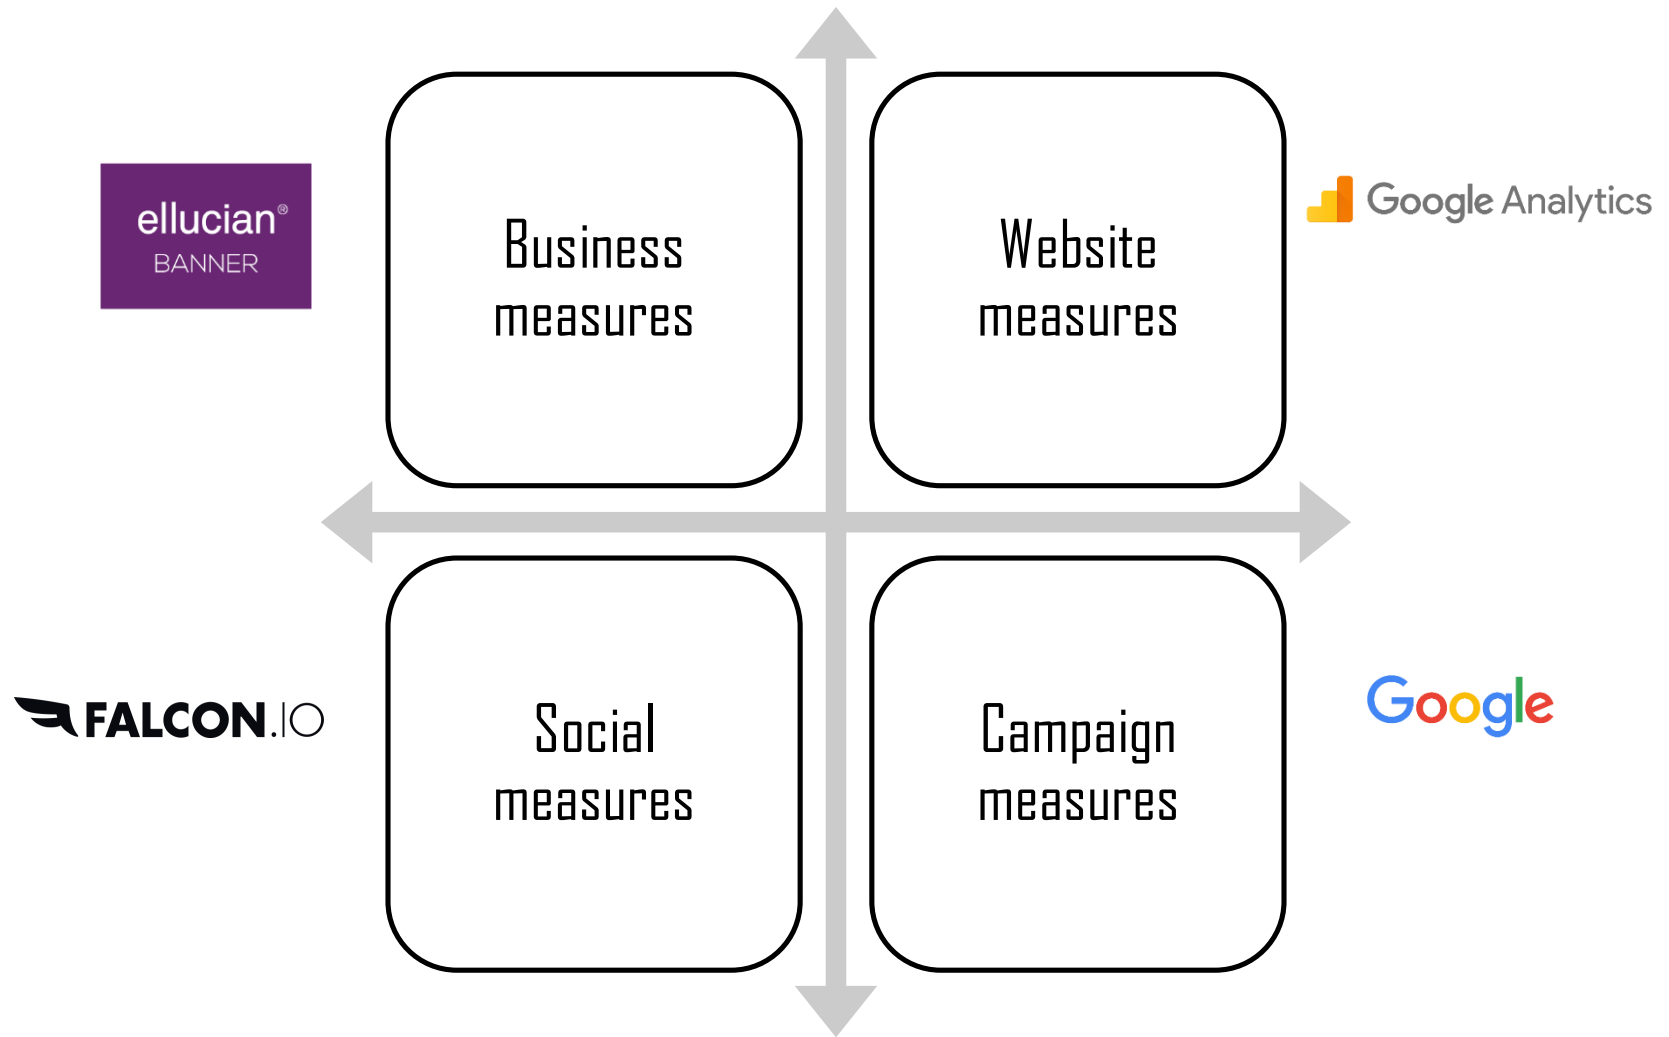 ellucian®
BANNER
Business
measures
Website
measures
Google Analytics
FALCON.IO
Social
measures
Campaign
measures
Google